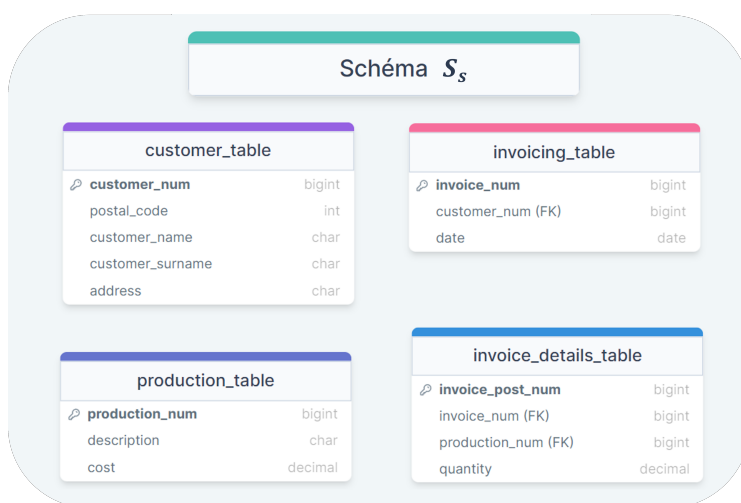 Schéma Sₛ
customer_table
customer_num bigint
postal_code int
customer_name char
customer_surname char
address char
invoicing_table
invoice_num bigint
customer_num (FK) bigint
date date
production_table
production_num bigint
description char
cost decimal
invoice_details_table
invoice_post_num bigint
invoice_num (FK) bigint
production_num (FK) bigint
quantity decimal